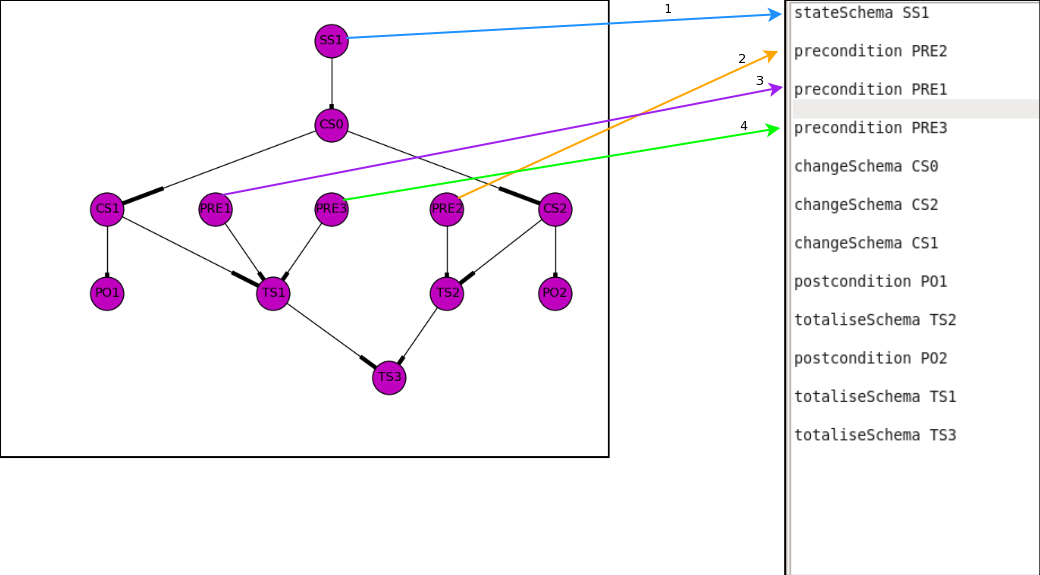 SS1
CS0
CS1
PRE1
PRE3
PRE2
CS2
PO1
TS1
TS2
PO2
TS3
1
2
3
4
stateSchema SS1
precondition PRE2
precondition PRE1
precondition PRE3
changeSchema CS0
changeSchema CS2
changeSchema CS1
postcondition PO1
totaliseSchema TS2
postcondition PO2
totaliseSchema TS1
totaliseSchema TS3